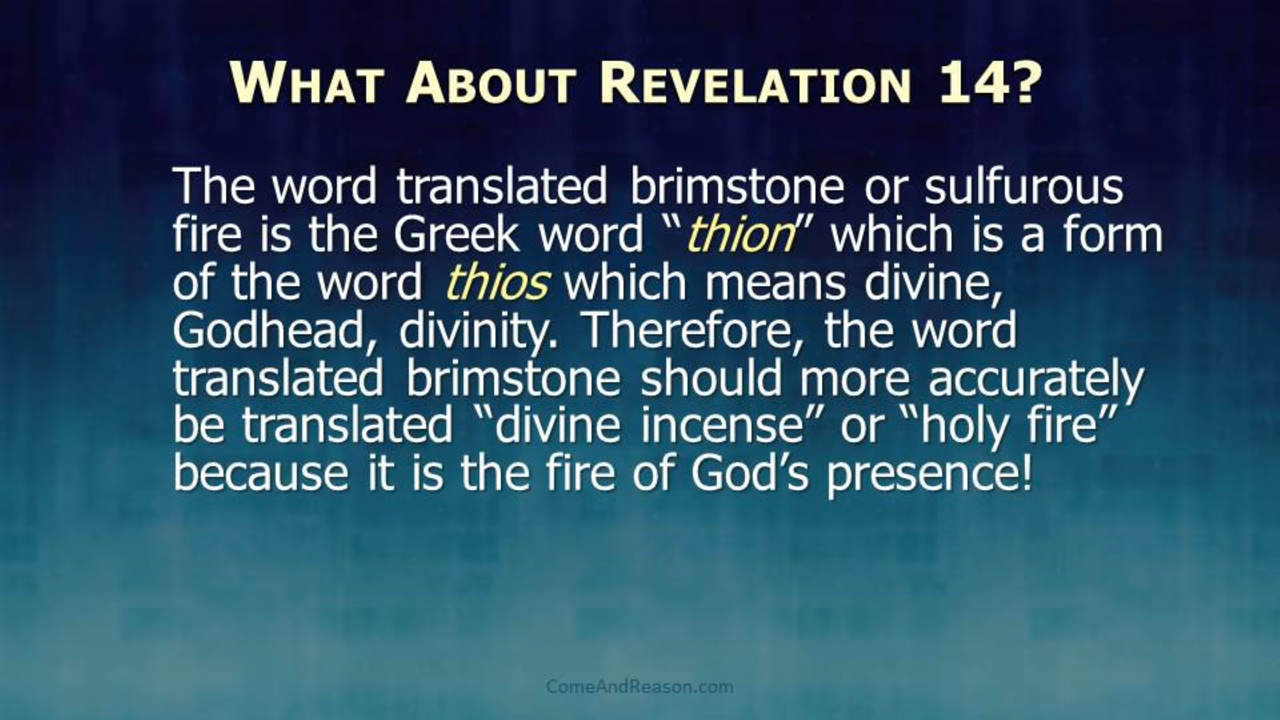 WHAT ABOUT REVELATION 14?
The word translated brimstone or sulfurous
fire is the Greek word “thion” which is a form
of the word thios which means divine,
Godhead, divinity. Therefore, the word
translated brimstone should more accurately
be translated “divine incense” or “holy fire”
because it is the fire of God’s presence!
ComeAndReason.com